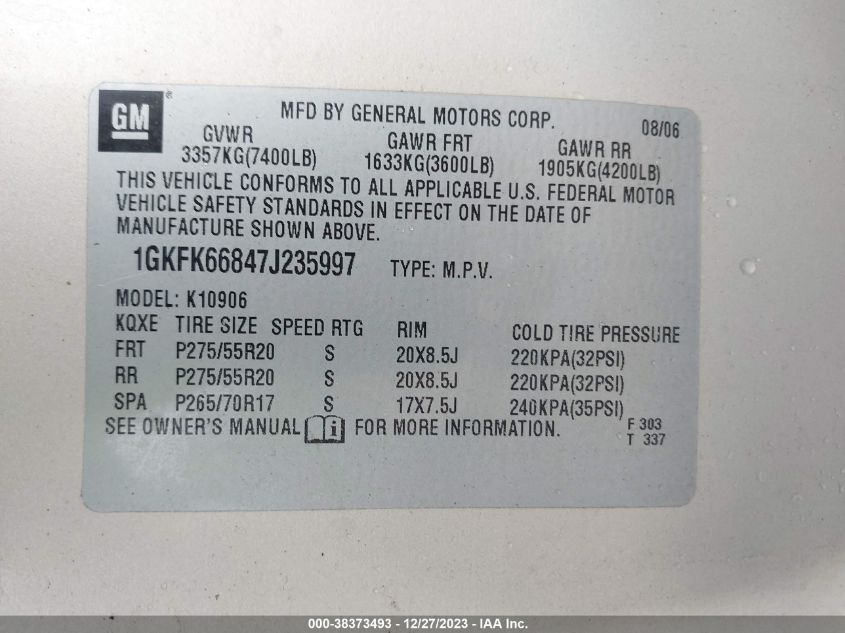 GM ®
MFD BY GENERAL MOTORS CORP. 08/06
GVWR GAWR FRT GAWR RR
3357KG(7400LB) 1633KG(3600LB) 1905KG(4200LB)
THIS VEHICLE CONFORMS TO ALL APPLICABLE U.S. FEDERAL MOTOR
VEHICLE SAFETY STANDARDS IN EFFECT ON THE DATE OF
MANUFACTURE SHOWN ABOVE.
1GKFK66847J235997 TYPE: M.P.V.
MODEL: K10906
KQXE TIRE SIZE SPEED RTG RIM COLD TIRE PRESSURE
FRT P275/55R20 S 20X8.5J 220KPA(32PSI)
RR P275/55R20 S 20X8.5J 220KPA(32PSI)
SPA P265/70R17 S 17X7.5J 240KPA(35PSI)
SEE OWNER'S MANUAL i FOR MORE INFORMATION. F 303
T 337
000-38373493 - 12/27/2023 - IAA Inc.